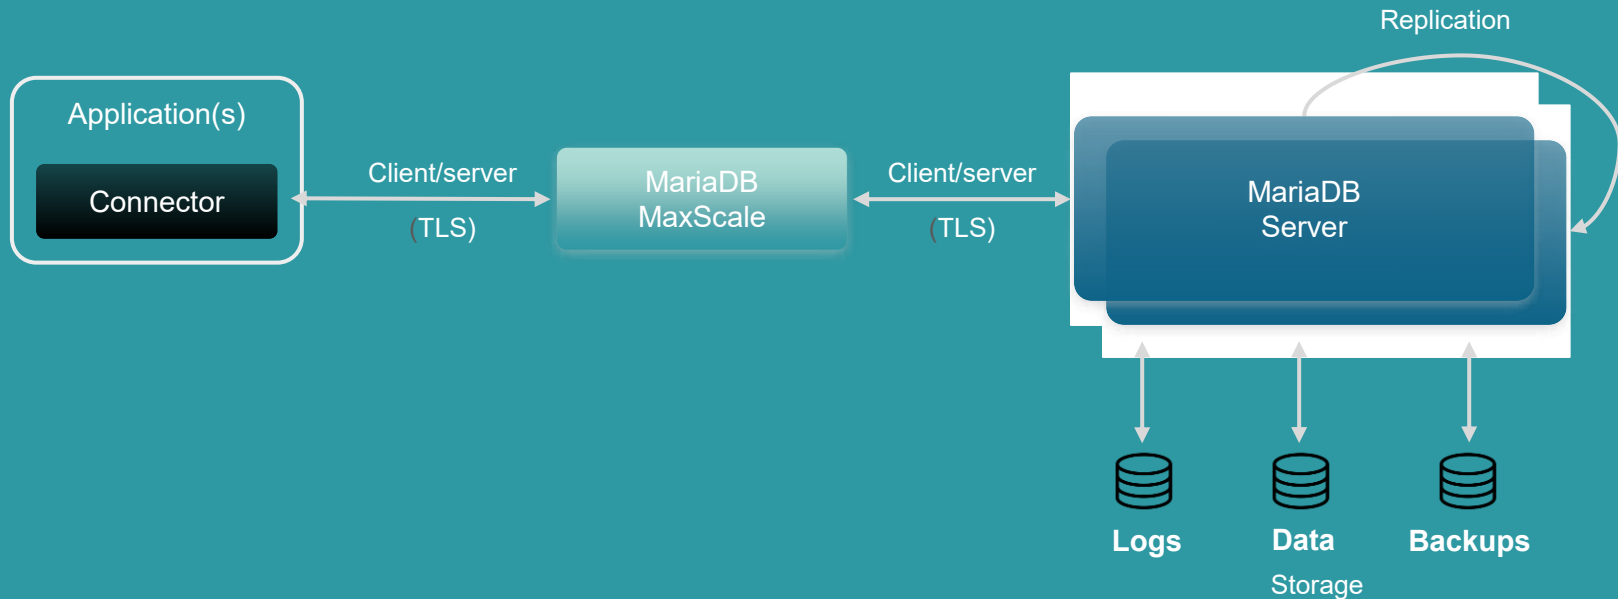 Replication
Application(s)
Connector
Client/server
(TLS)
MariaDB
MaxScale
Client/server
(TLS)
MariaDB
Server
Logs
Data
Backups
Storage